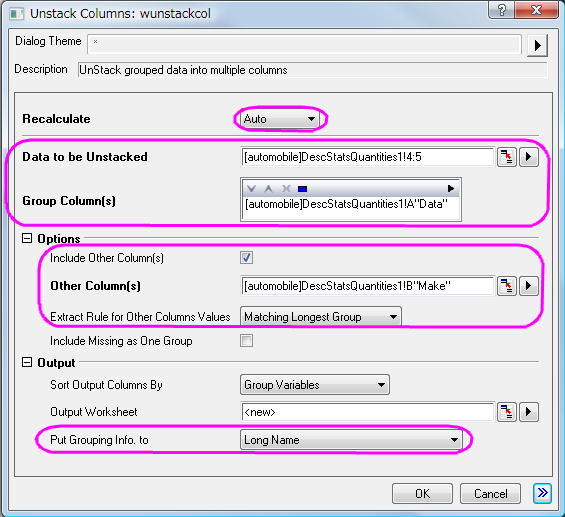 Unstack Columns: wunstackcol
Dialog Theme *
Description UnStack grouped data into multiple columns
Recalculate Auto
Data to be Unstacked [automobile]DescStatsQuantities1!4:5
Group Column(s) [automobile]DescStatsQuantities1!A"Data"
Options
Include Other Column(s)
Other Column(s) [automobile]DescStatsQuantities1!B"Make"
Extract Rule for Other Columns Values Matching Longest Group
Include Missing as One Group
Output
Sort Output Columns By Group Variables
Output Worksheet <new>
Put Grouping Info. to Long Name
OK Cancel